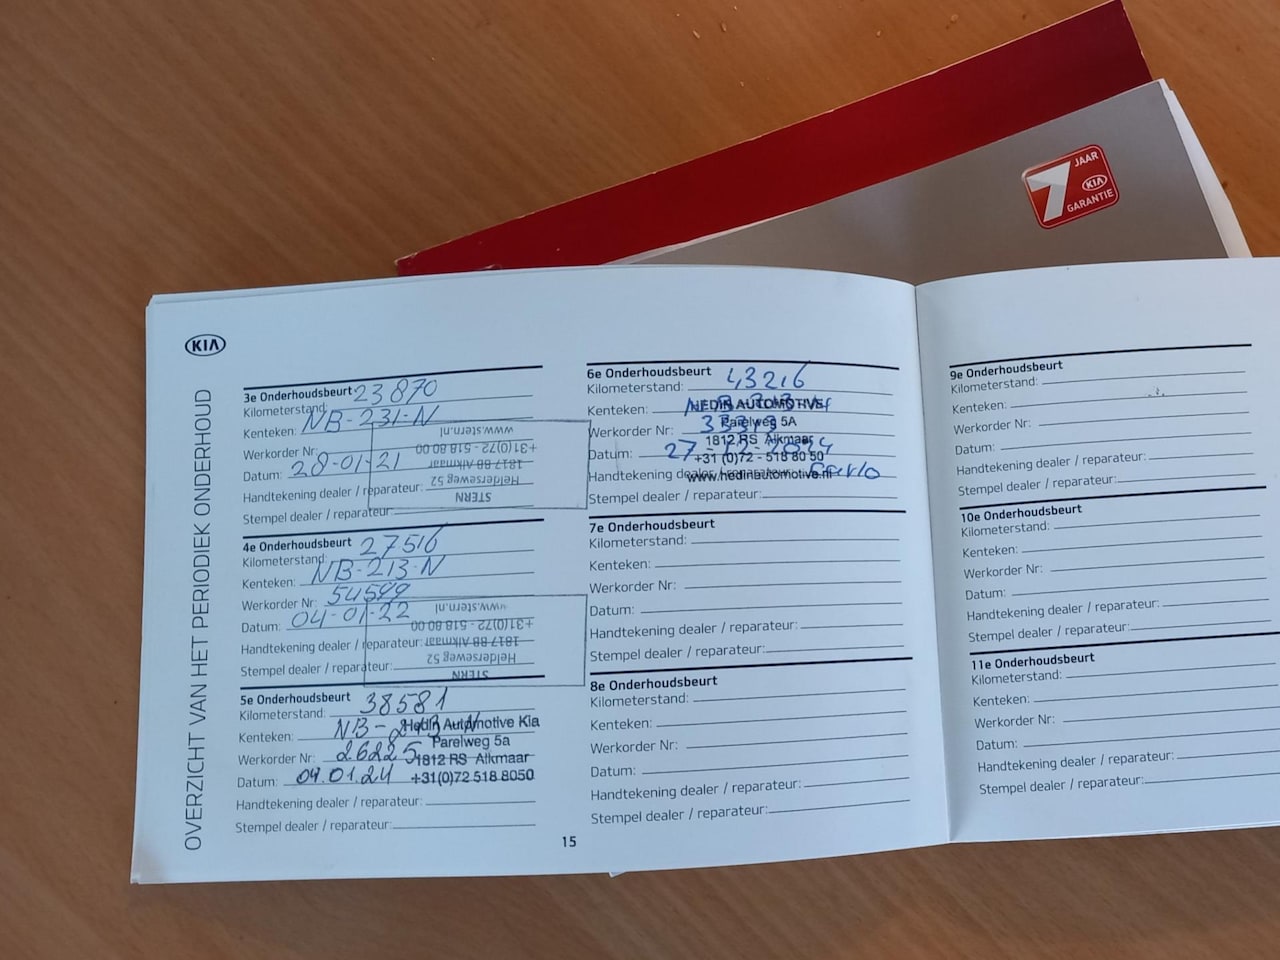 7 JAAR
KIA
GARANTIE
KIA
OVERZICHT VAN HET PERIODIEK ONDERHOUD
3e Onderhoudsbeurt
Kilometerstand: 23870
Kenteken: NB-231-N
Werkorder Nr:
Datum: 28-01-21
Handtekening dealer / reparateur:
Stempel dealer / reparateur:
STERN
Helderseweg 52
1817 BB Alkmaar
+31(0)72 - 518 80 00
www.stern.nl
4e Onderhoudsbeurt
Kilometerstand: 27516
Kenteken: NB-213-N
Werkorder Nr: 54599
Datum: 04-01-22
Handtekening dealer / reparateur:
Stempel dealer / reparateur:
STERN
Helderseweg 52
1817 BB Alkmaar
+31(0)72 - 518 80 00
www.stern.nl
5e Onderhoudsbeurt
Kilometerstand: 38581
Kenteken: NB-213-N
Werkorder Nr: 26225
Datum: 04.01.24
Handtekening dealer / reparateur:
Stempel dealer / reparateur:
Hedin Automotive Kia
Parelweg 5a
1812 RS Alkmaar
+31(0)72 518 8050
15
6e Onderhoudsbeurt
Kilometerstand: 43216
Kenteken:
Werkorder Nr:
Datum: 27-12-2024
Handtekening dealer / reparateur: Carlo
Stempel dealer / reparateur:
HEDIN AUTOMOTIVE
Parelweg 5A
1812 RS Alkmaar
+31 (0)72 - 518 80 50
www.hedinautomotive.nl
7e Onderhoudsbeurt
Kilometerstand:
Kenteken:
Werkorder Nr:
Datum:
Handtekening dealer / reparateur:
Stempel dealer / reparateur:
8e Onderhoudsbeurt
Kilometerstand:
Kenteken:
Werkorder Nr:
Datum:
Handtekening dealer / reparateur:
Stempel dealer / reparateur:
9e Onderhoudsbeurt
Kilometerstand:
Kenteken:
Werkorder Nr:
Datum:
Handtekening dealer / reparateur:
Stempel dealer / reparateur:
10e Onderhoudsbeurt
Kilometerstand:
Kenteken:
Werkorder Nr:
Datum:
Handtekening dealer / reparateur:
Stempel dealer / reparateur:
11e Onderhoudsbeurt
Kilometerstand:
Kenteken:
Werkorder Nr:
Datum:
Handtekening dealer / reparateur:
Stempel dealer / reparateur: